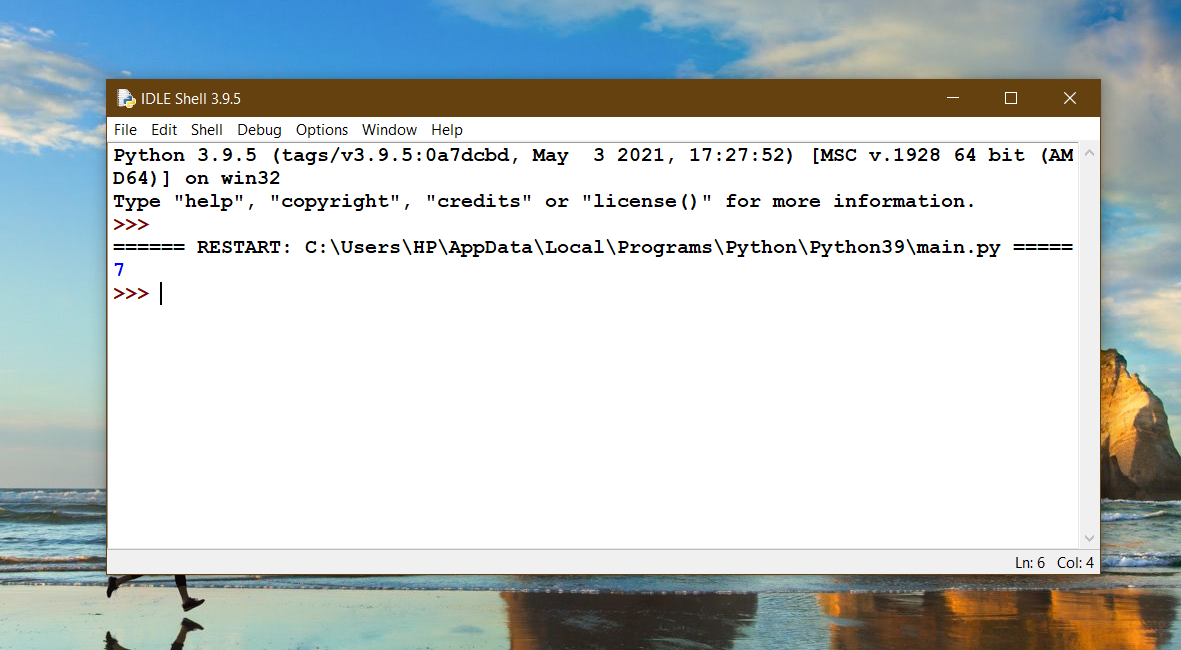 IDLE Shell 3.9.5
File Edit Shell Debug Options Window Help
Python 3.9.5 (tags/v3.9.5:0a7dcbd, May  3 2021, 17:27:52) [MSC v.1928 64 bit (AM
D64)] on win32
Type "help", "copyright", "credits" or "license()" for more information.
>>>
====== RESTART: C:\Users\HP\AppData\Local\Programs\Python\Python39\main.py =====
7
>>>
Ln: 6 Col: 4